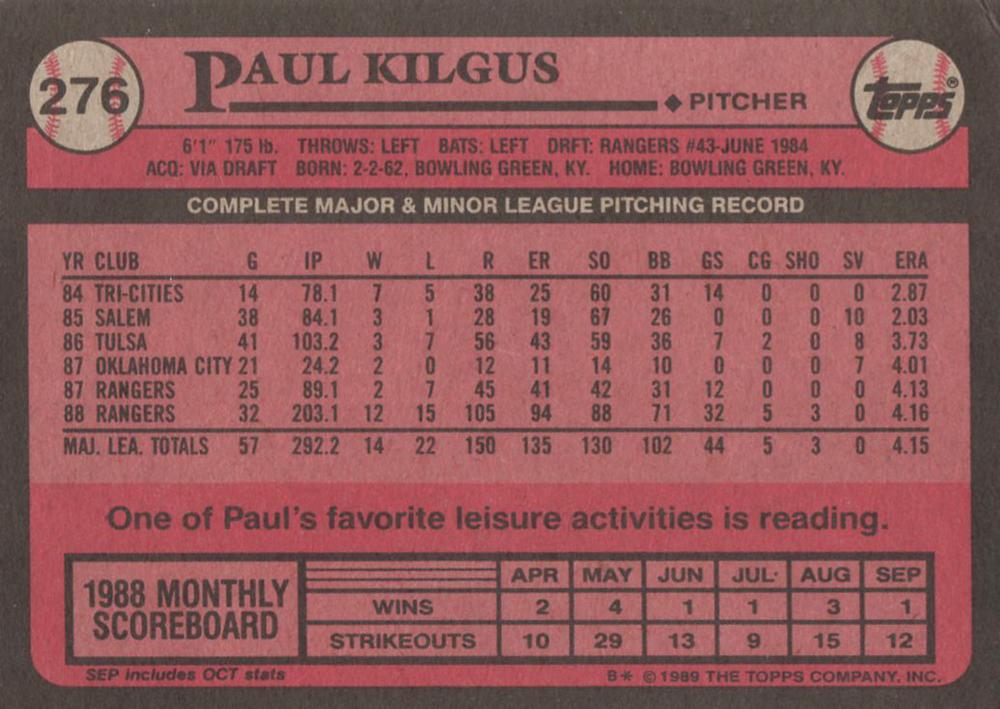 276
PAUL KILGUS
PITCHER
topps®
6'1" 175 lb. THROWS: LEFT BATS: LEFT DRFT: RANGERS #43-JUNE 1984
ACQ: VIA DRAFT BORN: 2-2-62, BOWLING GREEN, KY. HOME: BOWLING GREEN, KY.
COMPLETE MAJOR & MINOR LEAGUE PITCHING RECORD
YR CLUB G IP W L R ER SO BB GS CG SHO SV ERA
84 TRI-CITIES 14 78.1 7 5 38 25 60 31 14 0 0 0 2.87
85 SALEM 38 84.1 3 1 28 19 67 26 0 0 0 10 2.03
86 TULSA 41 103.2 3 7 56 43 59 36 7 2 0 8 3.73
87 OKLAHOMA CITY 21 24.2 2 0 12 11 14 10 0 0 0 7 4.01
87 RANGERS 25 89.1 2 7 45 41 42 31 12 0 0 0 4.13
88 RANGERS 32 203.1 12 15 105 94 88 71 32 5 3 0 4.16
MAJ. LEA. TOTALS 57 292.2 14 22 150 135 130 102 44 5 3 0 4.15
One of Paul's favorite leisure activities is reading.
1988 MONTHLY
SCOREBOARD
APR MAY JUN JUL AUG SEP
WINS 2 4 1 1 3 1
STRIKEOUTS 10 29 13 9 15 12
SEP includes OCT stats
B* © 1989 THE TOPPS COMPANY, INC.